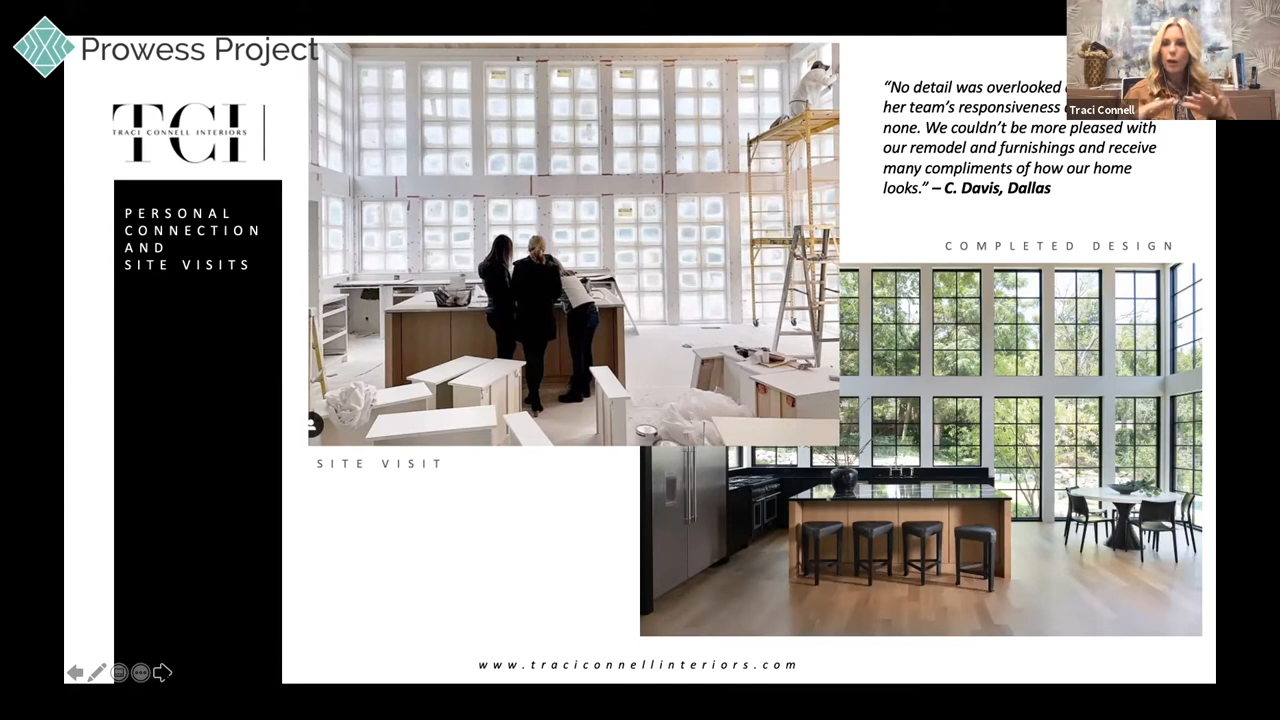 Prowess Project
TCI
TRACI CONNELL INTERIORS
PERSONAL
CONNECTION
AND
SITE VISITS
Traci Connell
“No detail was overlooked
her team’s responsiveness
none. We couldn’t be more pleased with
our remodel and furnishings and receive
many compliments of how our home
looks.” – C. Davis, Dallas
COMPLETED DESIGN
SITE VISIT
www.traciconnellinteriors.com